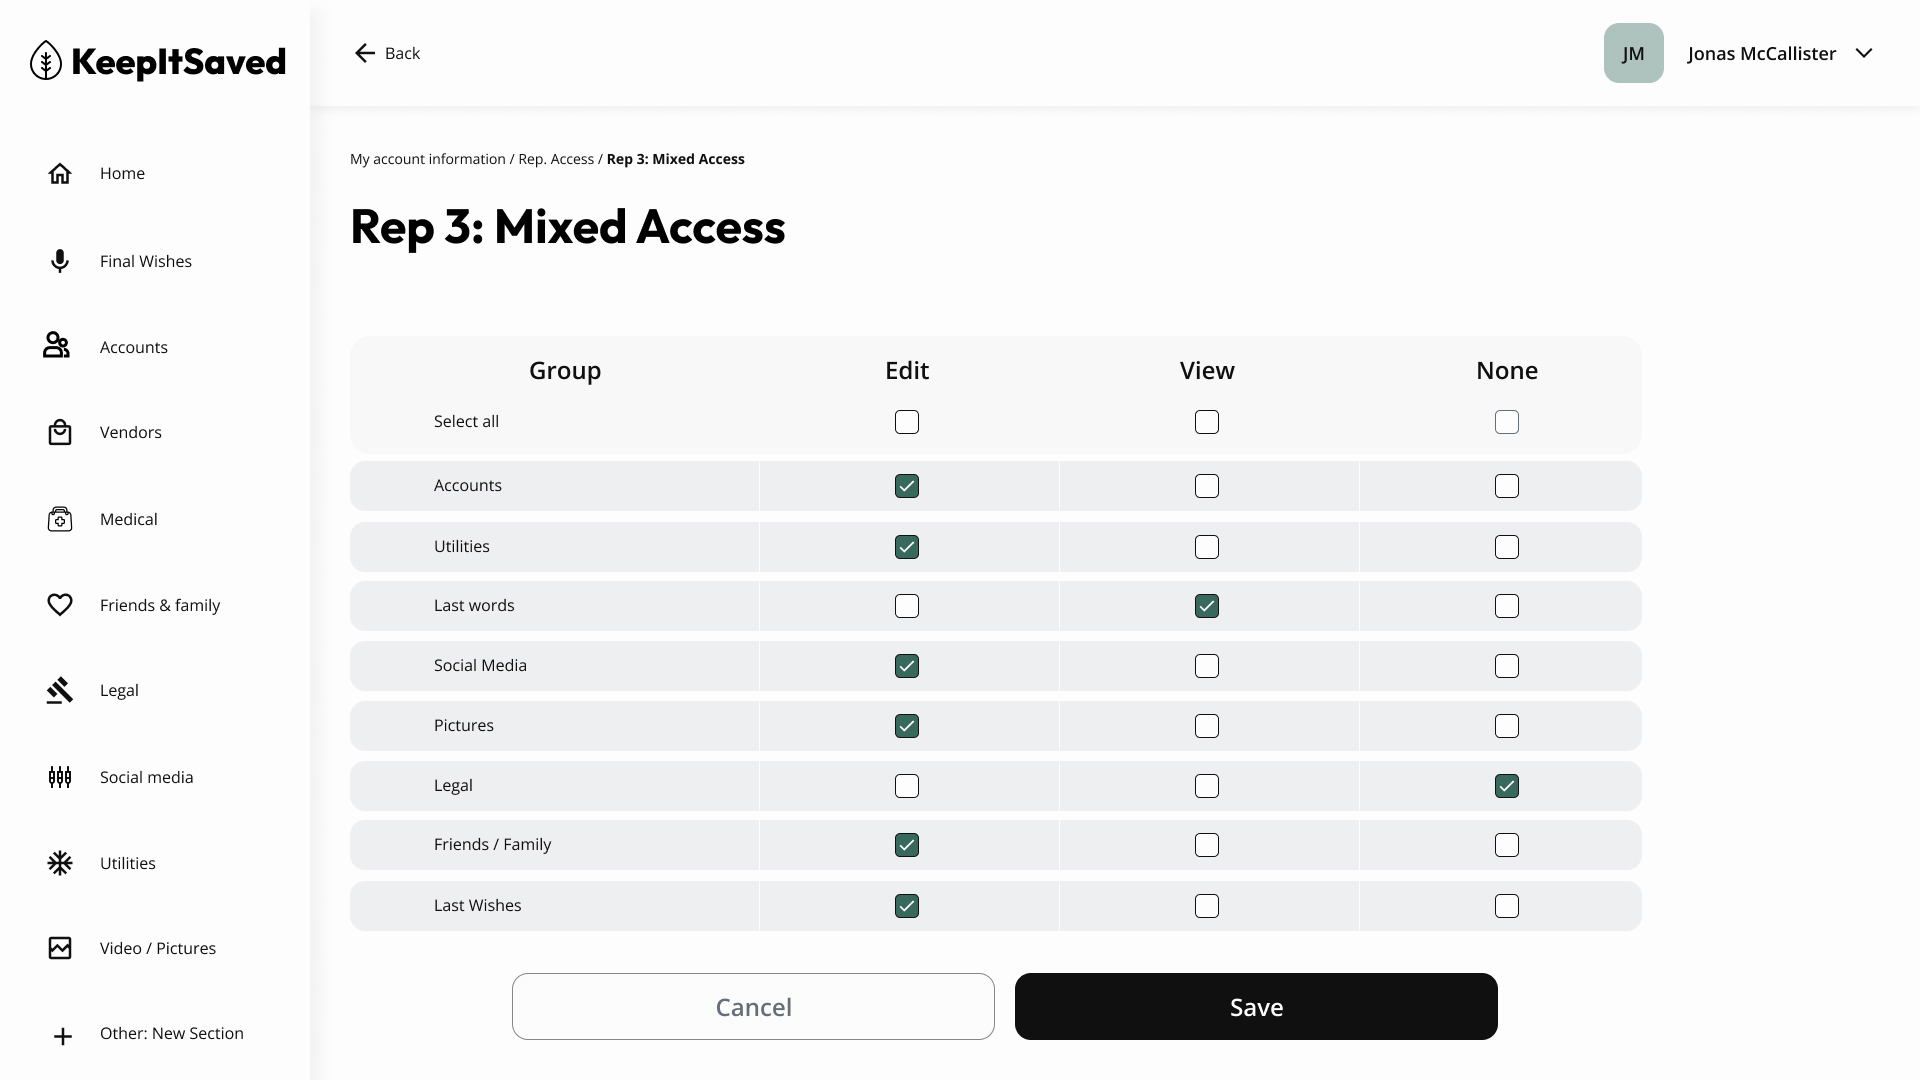 KeepItSaved
Back
JM
Jonas McCallister
Home
Final Wishes
Accounts
Vendors
Medical
Friends & family
Legal
Social media
Utilities
Video / Pictures
Other: New Section
My account information / Rep. Access / Rep 3: Mixed Access
Rep 3: Mixed Access
Group Edit View None
Select all
Accounts
Utilities
Last words
Social Media
Pictures
Legal
Friends / Family
Last Wishes
Cancel
Save